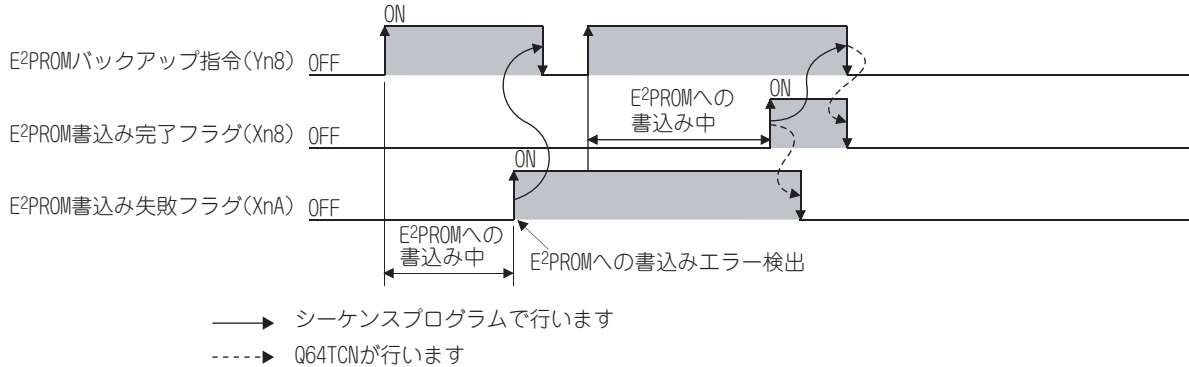 ON
E2PROMバックアップ指令(Yn8) OFF
E2PROMへの
書込み中
ON
E2PROM書込み完了フラグ(Xn8) OFF
ON
E2PROM書込み失敗フラグ(XnA) OFF
E2PROMへの
書込み中
E2PROMへの書込みエラー検出
シーケンスプログラムで行います
Q64TCNが行います